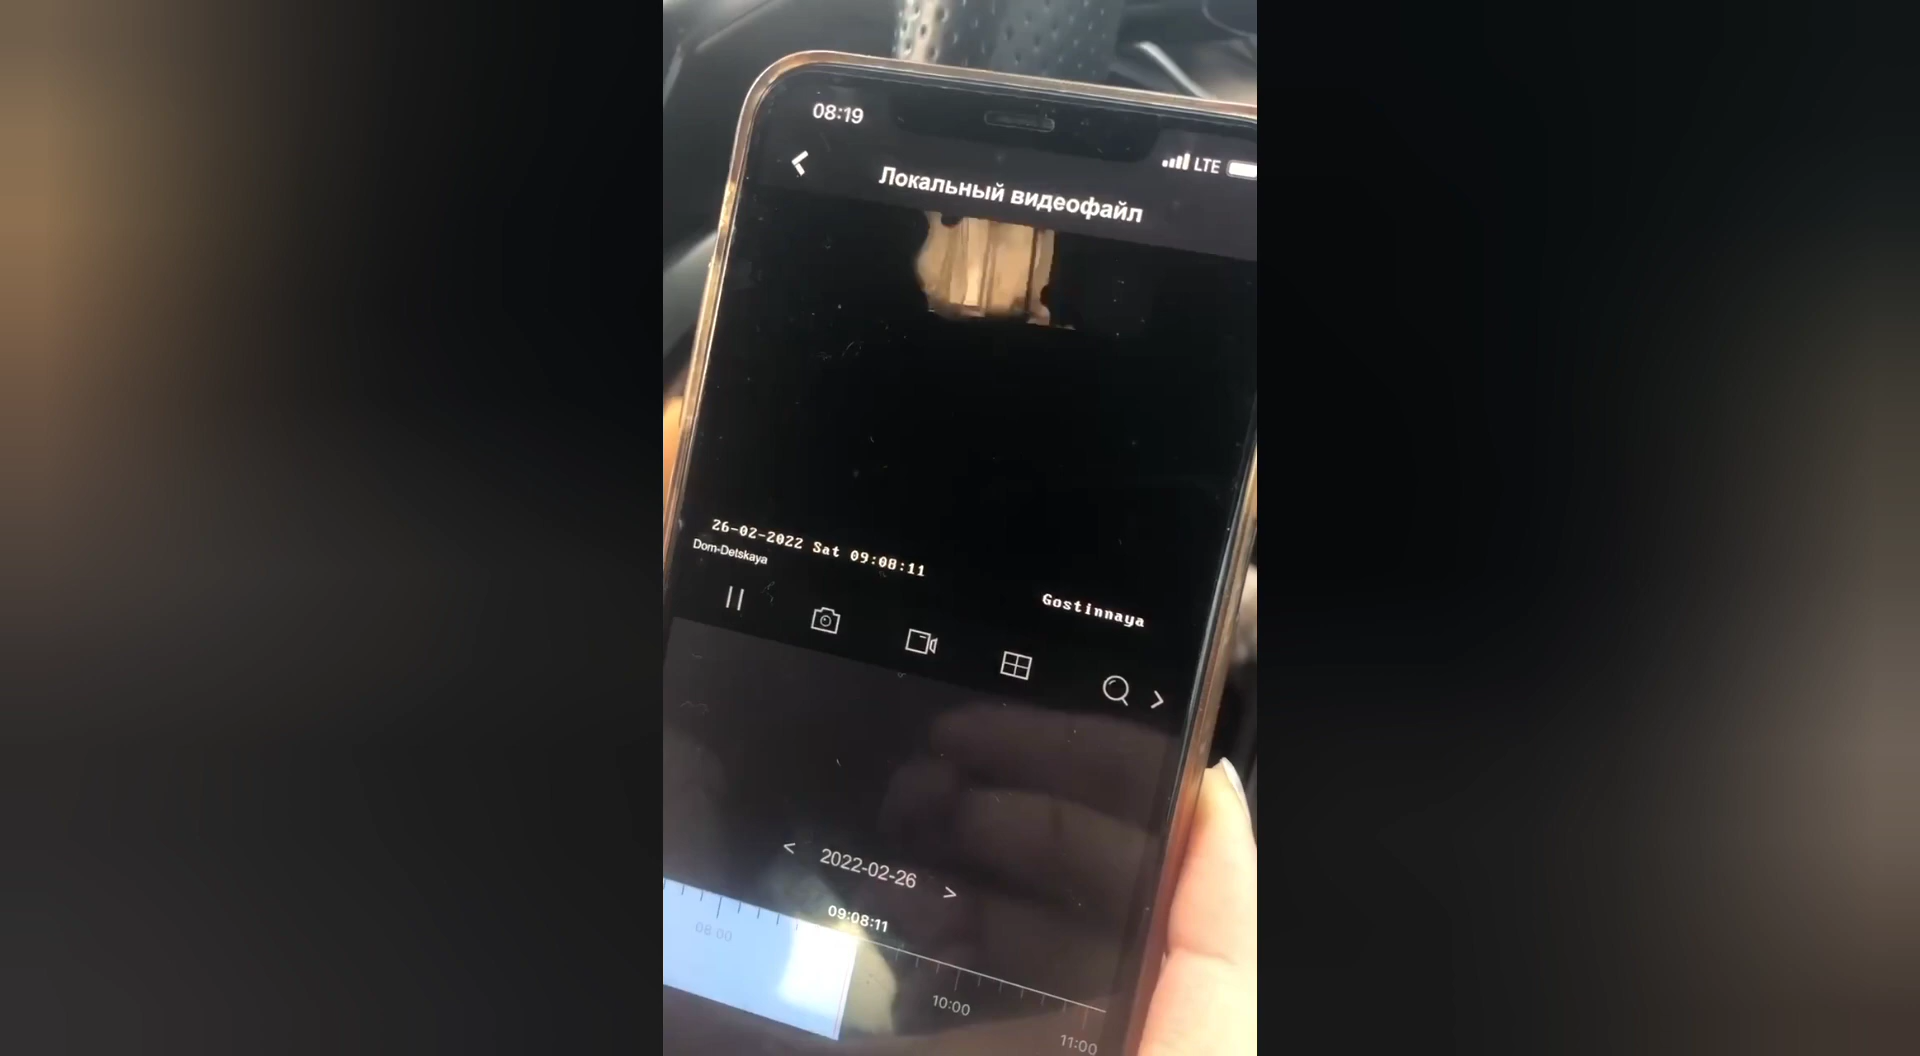 08:19
LTE
Локальный видеофайл
26-02-2022 Sat 09:08:11
Dom-Detskaya
Gostinnaya
< 2022-02-26 >
09:08:11
08:00
10:00
11:00